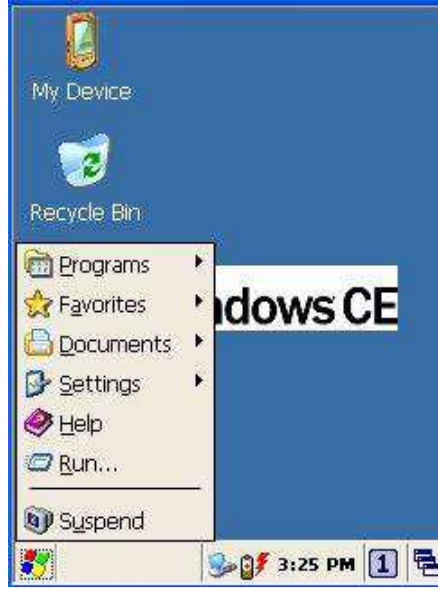 My Device
Recycle Bin
Programs
Favorites
Documents
Settings
Help
Run...
Suspend
ndows CE
3:25 PM
1